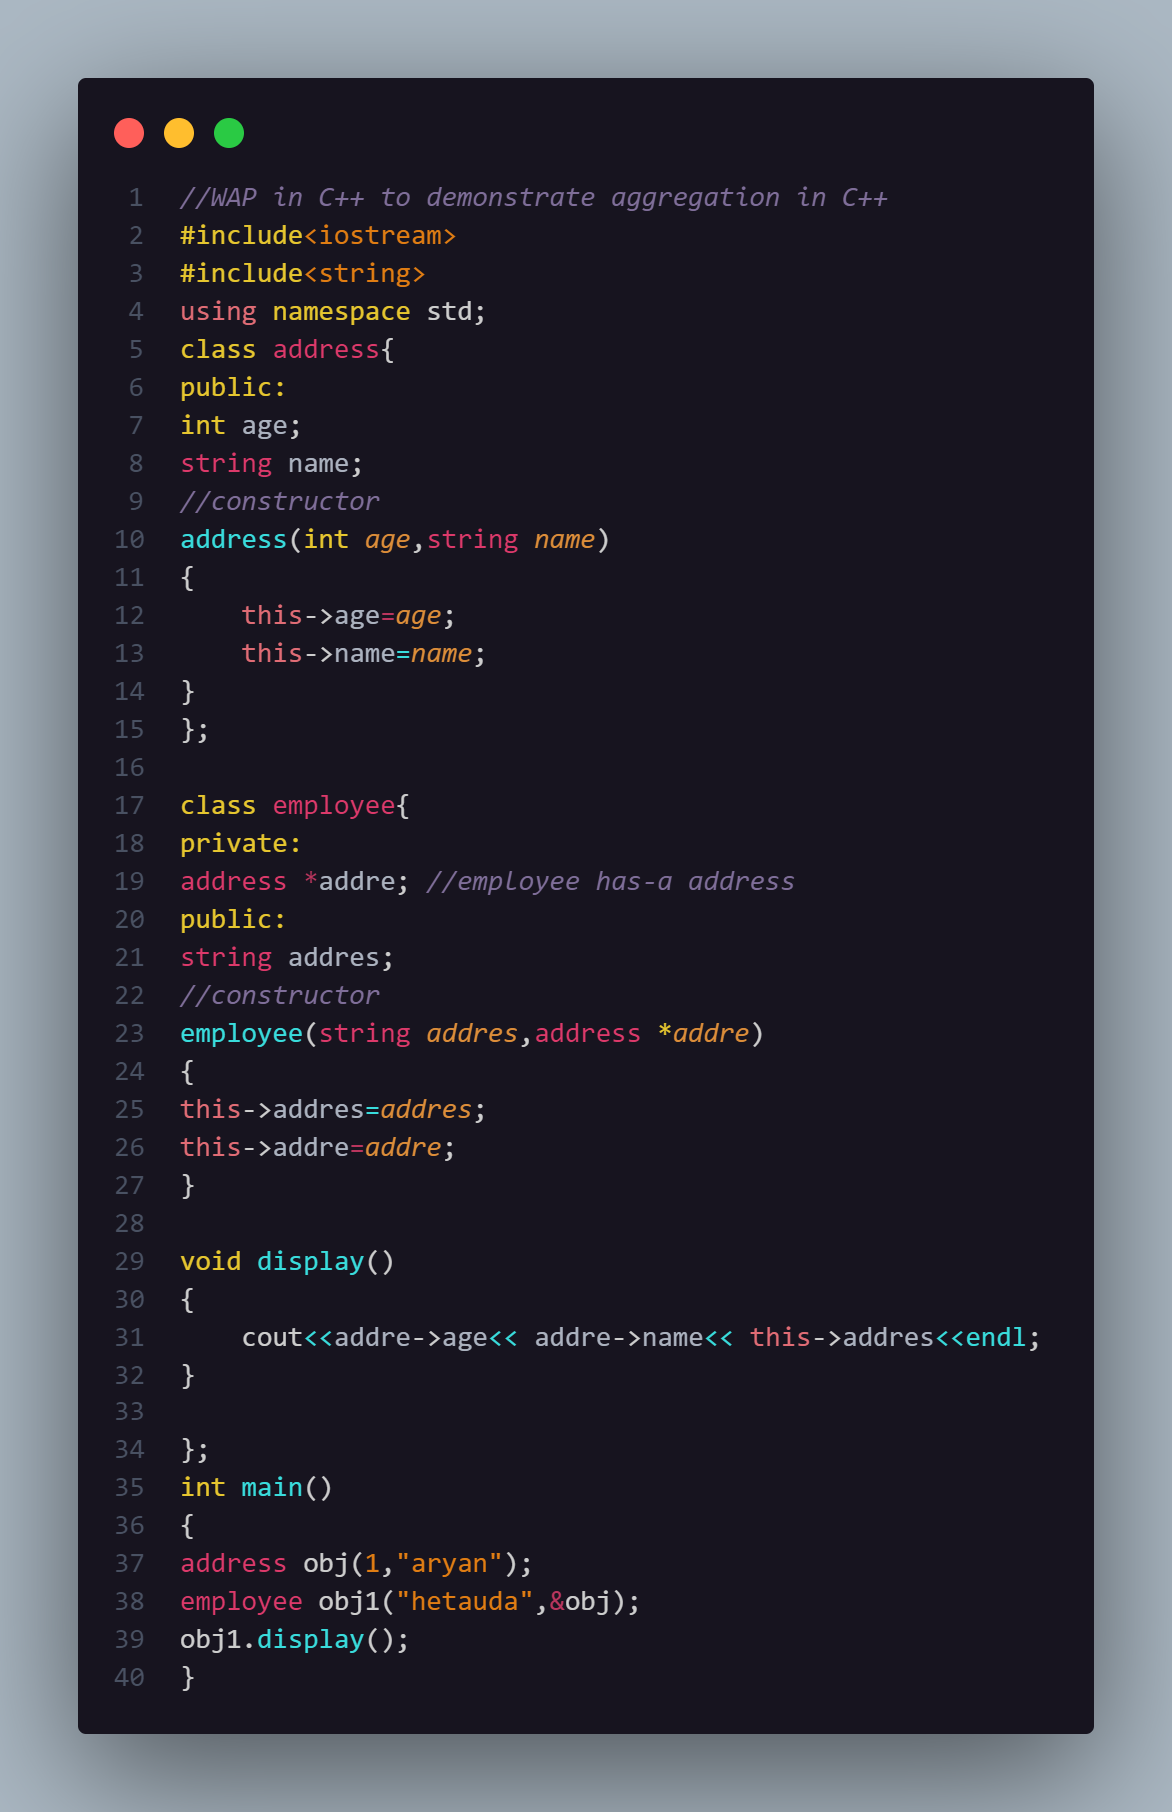 1 //WAP in C++ to demonstrate aggregation in C++
2 #include<iostream>
3 #include<string>
4 using namespace std;
5 class address{
6 public:
7 int age;
8 string name;
9 //constructor
10 address(int age,string name)
11 {
12     this->age=age;
13     this->name=name;
14 }
15 };
16
17 class employee{
18 private:
19 address *addre; //employee has-a address
20 public:
21 string addres;
22 //constructor
23 employee(string addres,address *addre)
24 {
25 this->addres=addres;
26 this->addre=addre;
27 }
28
29 void display()
30 {
31     cout<<addre->age<< addre->name<< this->addres<<endl;
32 }
33
34 };
35 int main()
36 {
37 address obj(1,"aryan");
38 employee obj1("hetauda",&obj);
39 obj1.display();
40 }